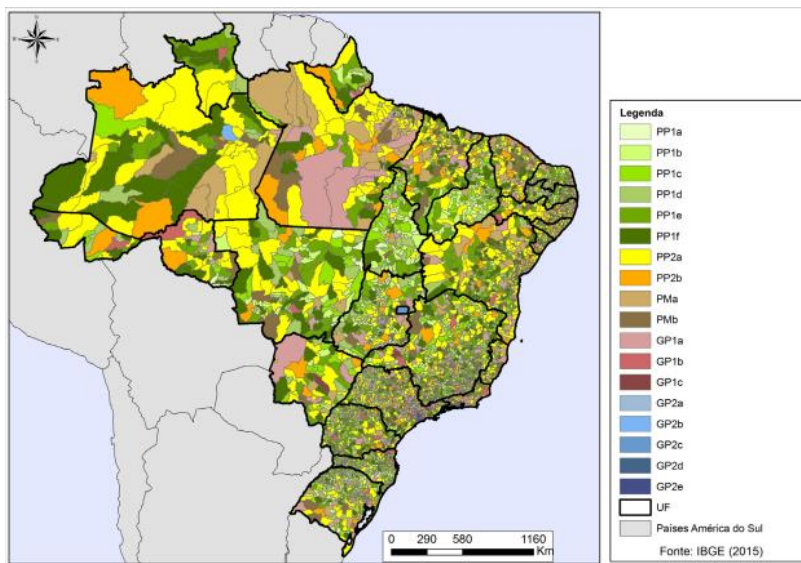 Legenda
PP1a
PP1b
PP1c
PP1d
PP1e
PP1f
PP2a
PP2b
PMa
PMb
GP1a
GP1b
GP1c
GP2a
GP2b
GP2c
GP2d
GP2e
UF
Países América do Sul
Fonte: IBGE (2015)
0 290 580 1160
Km